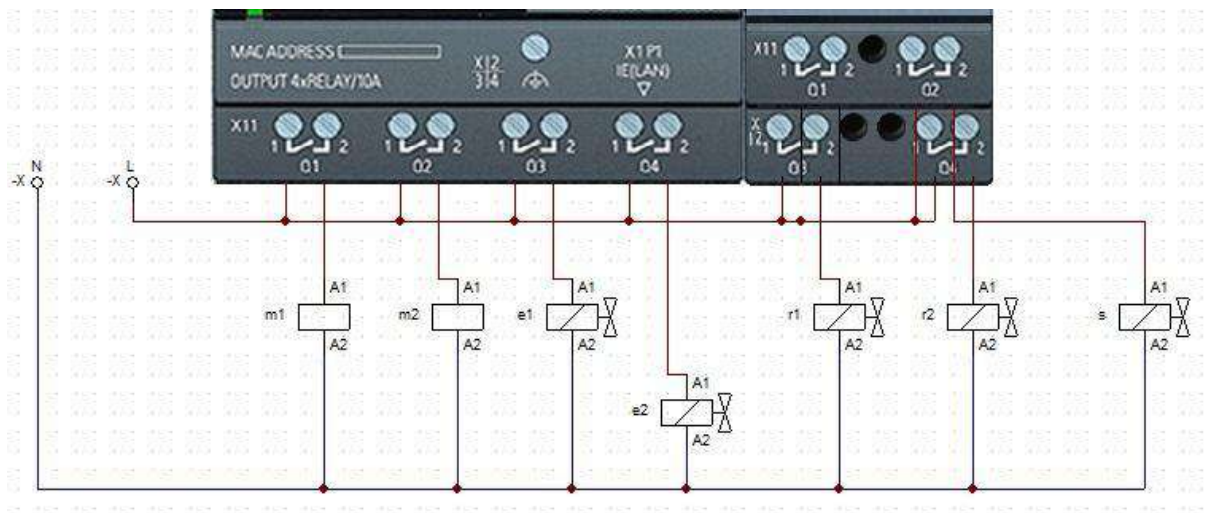 MAC ADDRESS
X 1 2
3 4
X1 P1
IE(LAN)
OUTPUT 4xRELAY/10A
X11
1 2
Q1
1 2
Q2
X11
1 2
Q1
1 2
Q2
1 2
Q3
1 2
Q4
X
12
1 2
Q3
1 2
Q4
N
-X
L
-X
A1
m1
A2
A1
m2
A2
A1
e1
A2
A1
e2
A2
A1
r1
A2
A1
r2
A2
A1
s
A2